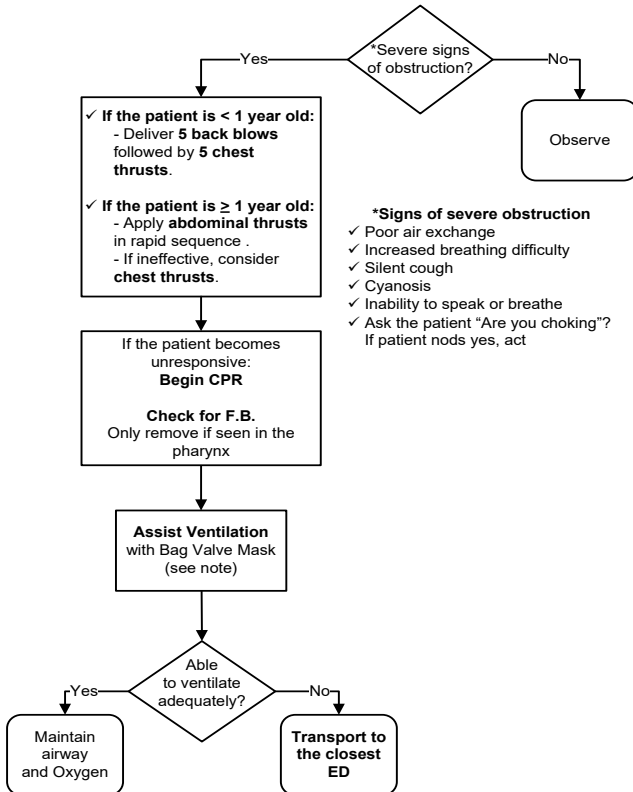 *Severe signs
of obstruction?
Yes
No
✓ If the patient is < 1 year old:
- Deliver 5 back blows
followed by 5 chest
thrusts.
✓ If the patient is ≥ 1 year old:
- Apply abdominal thrusts
in rapid sequence .
- If ineffective, consider
chest thrusts.
Observe
*Signs of severe obstruction
✓ Poor air exchange
✓ Increased breathing difficulty
✓ Silent cough
✓ Cyanosis
✓ Inability to speak or breathe
✓ Ask the patient “Are you choking”?
If patient nods yes, act
If the patient becomes
unresponsive:
Begin CPR
Check for F.B.
Only remove if seen in the
pharynx
Assist Ventilation
with Bag Valve Mask
(see note)
Able
to ventilate
adequately?
Yes
No
Maintain
airway
and Oxygen
Transport to
the closest
ED